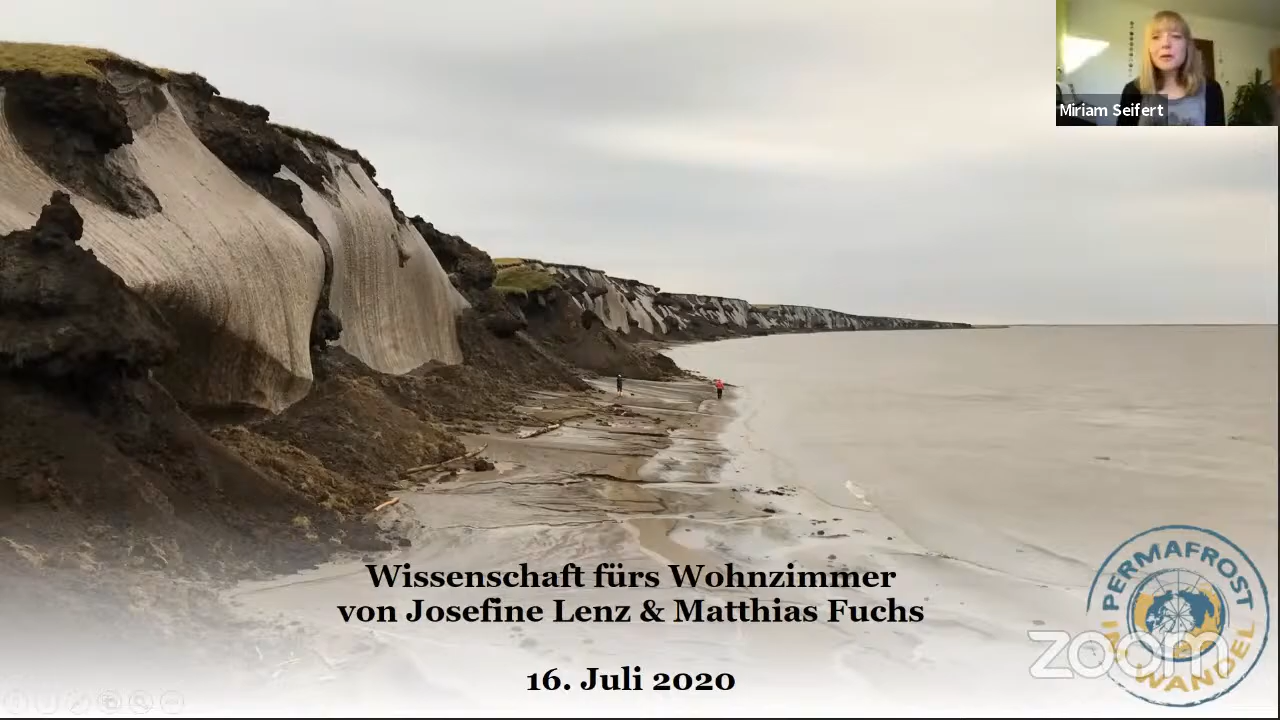 Miriam Seifert
Wissenschaft fürs Wohnzimmer
von Josefine Lenz & Matthias Fuchs
16. Juli 2020
PERMAFROST
IM WANDEL
zoom